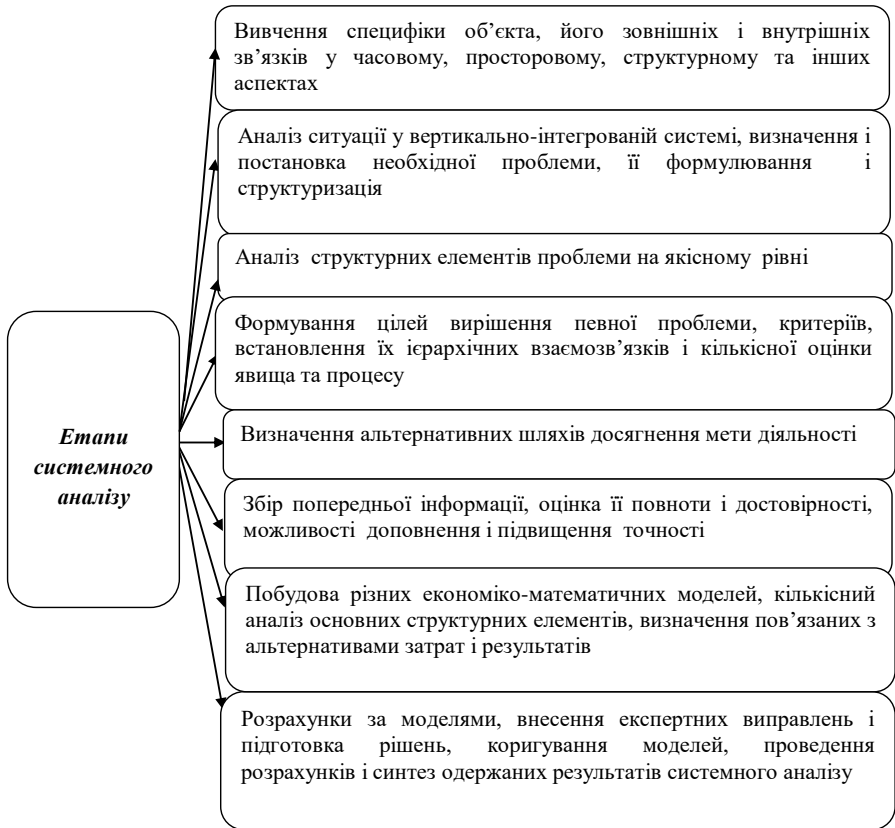 Вивчення специфіки об’єкта, його зовнішніх і внутрішніх
зв’язків у часовому, просторовому, структурному та інших
аспектах
Аналіз ситуації у вертикально-інтегрованій системі, визначення і
постановка необхідної проблеми, її формулювання і
структуризація
Аналіз структурних елементів проблеми на якісному рівні
Формування цілей вирішення певної проблеми, критеріїв,
встановлення їх ієрархічних взаємозв’язків і кількісної оцінки
явища та процесу
Етапи
системного
аналізу
Визначення альтернативних шляхів досягнення мети діяльності
Збір попередньої інформації, оцінка її повноти і достовірності,
можливості доповнення і підвищення точності
Побудова різних економіко-математичних моделей, кількісний
аналіз основних структурних елементів, визначення пов’язаних з
альтернативами затрат і результатів
Розрахунки за моделями, внесення експертних виправлень і
підготовка рішень, коригування моделей, проведення
розрахунків і синтез одержаних результатів системного аналізу